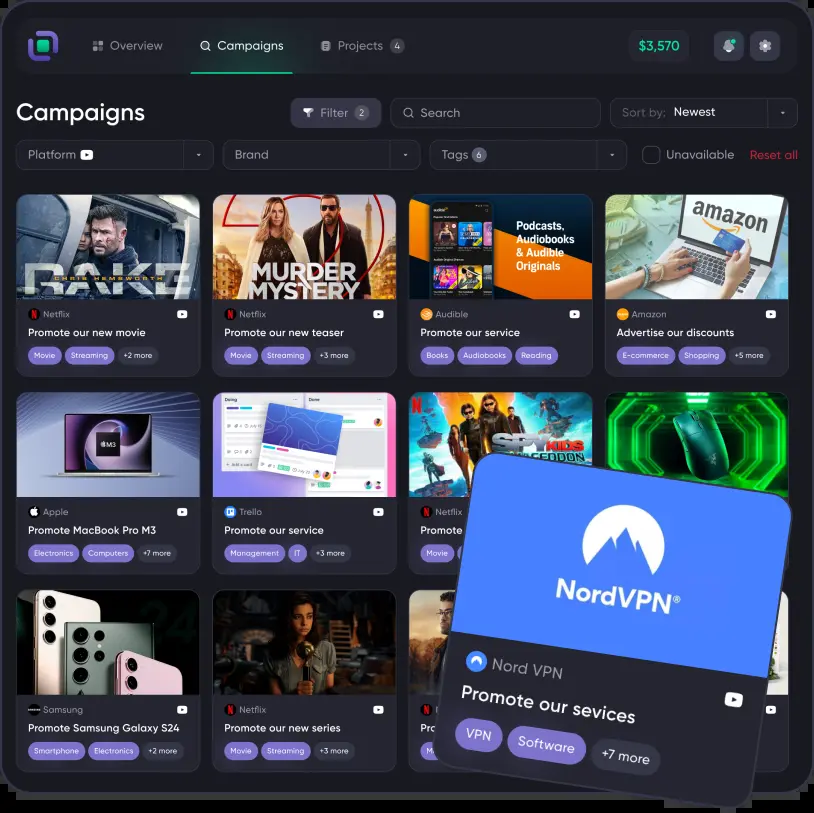 Overview
Campaigns
Projects 4
$3,570
Campaigns
Filter 2
Search
Sort by: Newest
Platform
Brand
Tags 6
Unavailable
Reset all
CHRIS HEMSWORTH
Netflix
Promote our new movie
Movie Streaming +2 more
MURDER
MYSTERY
Netflix
Promote our new teaser
Movie Streaming +3 more
audible
Podcasts,
Audiobooks
& Audible
Originals
Audible
Promote our service
Books Audiobooks Reading
amazon
Amazon
Advertise our discounts
E-commerce Shopping +5 more
M3
Apple
Promote MacBook Pro M3
Electronics Computers +7 more
Doing
Done
+ Add a card
Trello
Promote our service
Management IT +3 more
N
SPY KIDS
Netflix
Promote
Movie
Samsung
Promote Samsung Galaxy S24
Smartphone Electronics +2 more
Netflix
Promote our new series
Movie Streaming +3 more
NordVPN®
Nord VPN
Promote our sevices
VPN Software +7 more